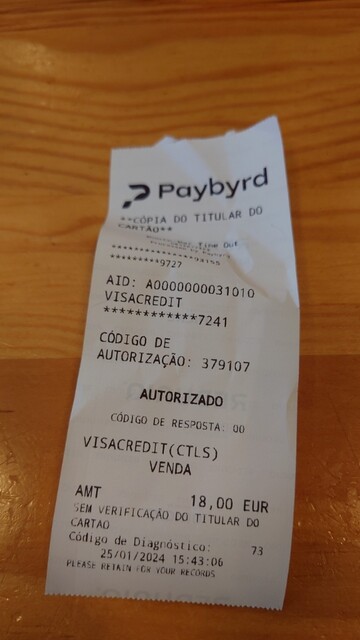 Paybyrd
**CÓPIA DO TITULAR DO
CARTÃO**
Time Out
*********9727
AID: A0000000031010
VISACREDIT
************7241
CÓDIGO DE
AUTORIZAÇÃO: 379107
AUTORIZADO
CÓDIGO DE RESPOSTA: 00
VISACREDIT(CTLS)
VENDA
AMT 18,00 EUR
SEM VERIFICAÇÃO DO TITULAR DO
CARTAO
Código de Diagnóstico: 73
25/01/2024 15:43:06
PLEASE RETAIN FOR YOUR RECORDS